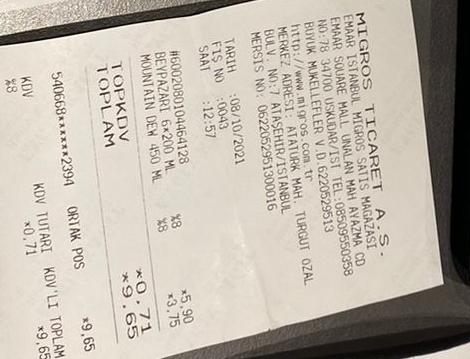 MIGROS TICARET A.S.
EMAAR ISTANBUL MIGROS SATIS MAGAZASI
EMAAR SQUARE MALL UNALAN MAH AYAZMA CD
NO:78 34700 USKUDAR/IST TEL:08509550358
BUYUK MUKELLEFLER V.D.6220529513
http://www.migros.com.tr
MERKEZ ADRESI: ATATURK MAH. TURGUT OZAL
BULV. NO:7 ATASEHIR/ISTANBUL
MERSIS NO: 0622052951300016
TARIH :08/10/2021
FIS NO :0043
SAAT :12:57
#6002080104464128
BEYPAZARI 6*200 ML %8 *5,90
MOUNTAIN DEW 450 ML %8 *3,75
TOPKDV *0,71
TOPLAM *9,65
540668******2394 ORTAK POS *9,65
KDV KDV TUTARI KDV'LI TOPLAM
%8 *0,71 *9,65